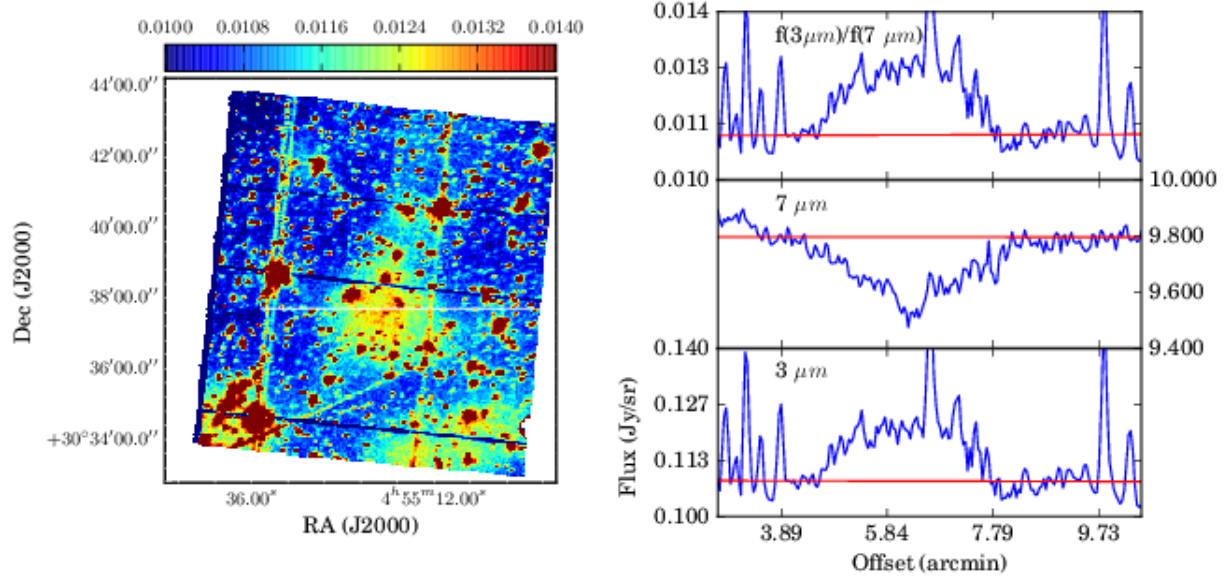 0.0100 0.0108 0.0116 0.0124 0.0132 0.0140
44′00.0′′
42′00.0′′
40′00.0′′
38′00.0′′
36′00.0′′
+30°34′00.0′′
Dec (J2000)
36.00ˢ
4ʰ55ᵐ12.00ˢ
RA (J2000)
0.014
0.013
0.011
0.010
f(3μm)/f(7 μm)
7 μm
10.000
9.800
9.600
9.400
Flux (Jy/sr)
0.140
0.127
0.113
0.100
3 μm
3.89 5.84 7.79 9.73
Offset (arcmin)